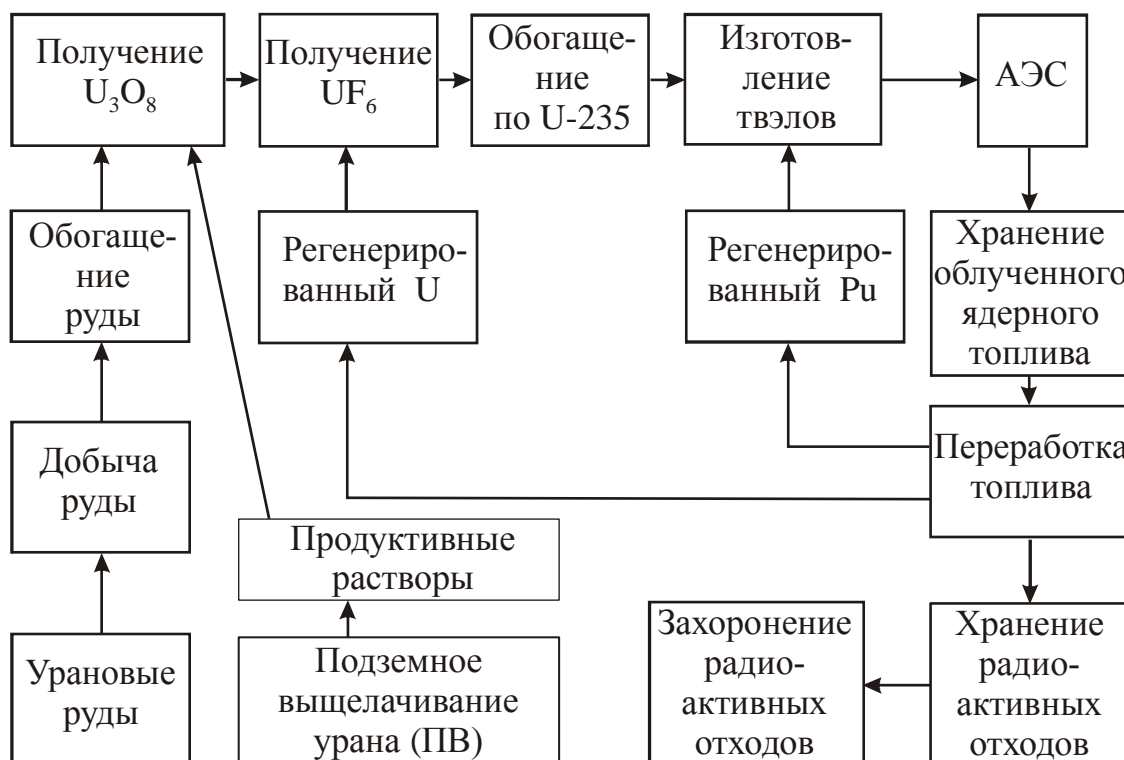 Получение
U₃O₈
Получение
UF₆
Обогаще-
ние
по U-235
Изготов-
ление
твэлов
АЭС
Обогаще-
ние
руды
Регенериро-
ванный U
Регенериро-
ванный Pu
Хранение
облученного
ядерного
топлива
Добыча
руды
Переработка
топлива
Продуктивные
растворы
Урановые
руды
Подземное
выщелачивание
урана (ПВ)
Захоронение
радио-
активных
отходов
Хранение
радио-
активных
отходов